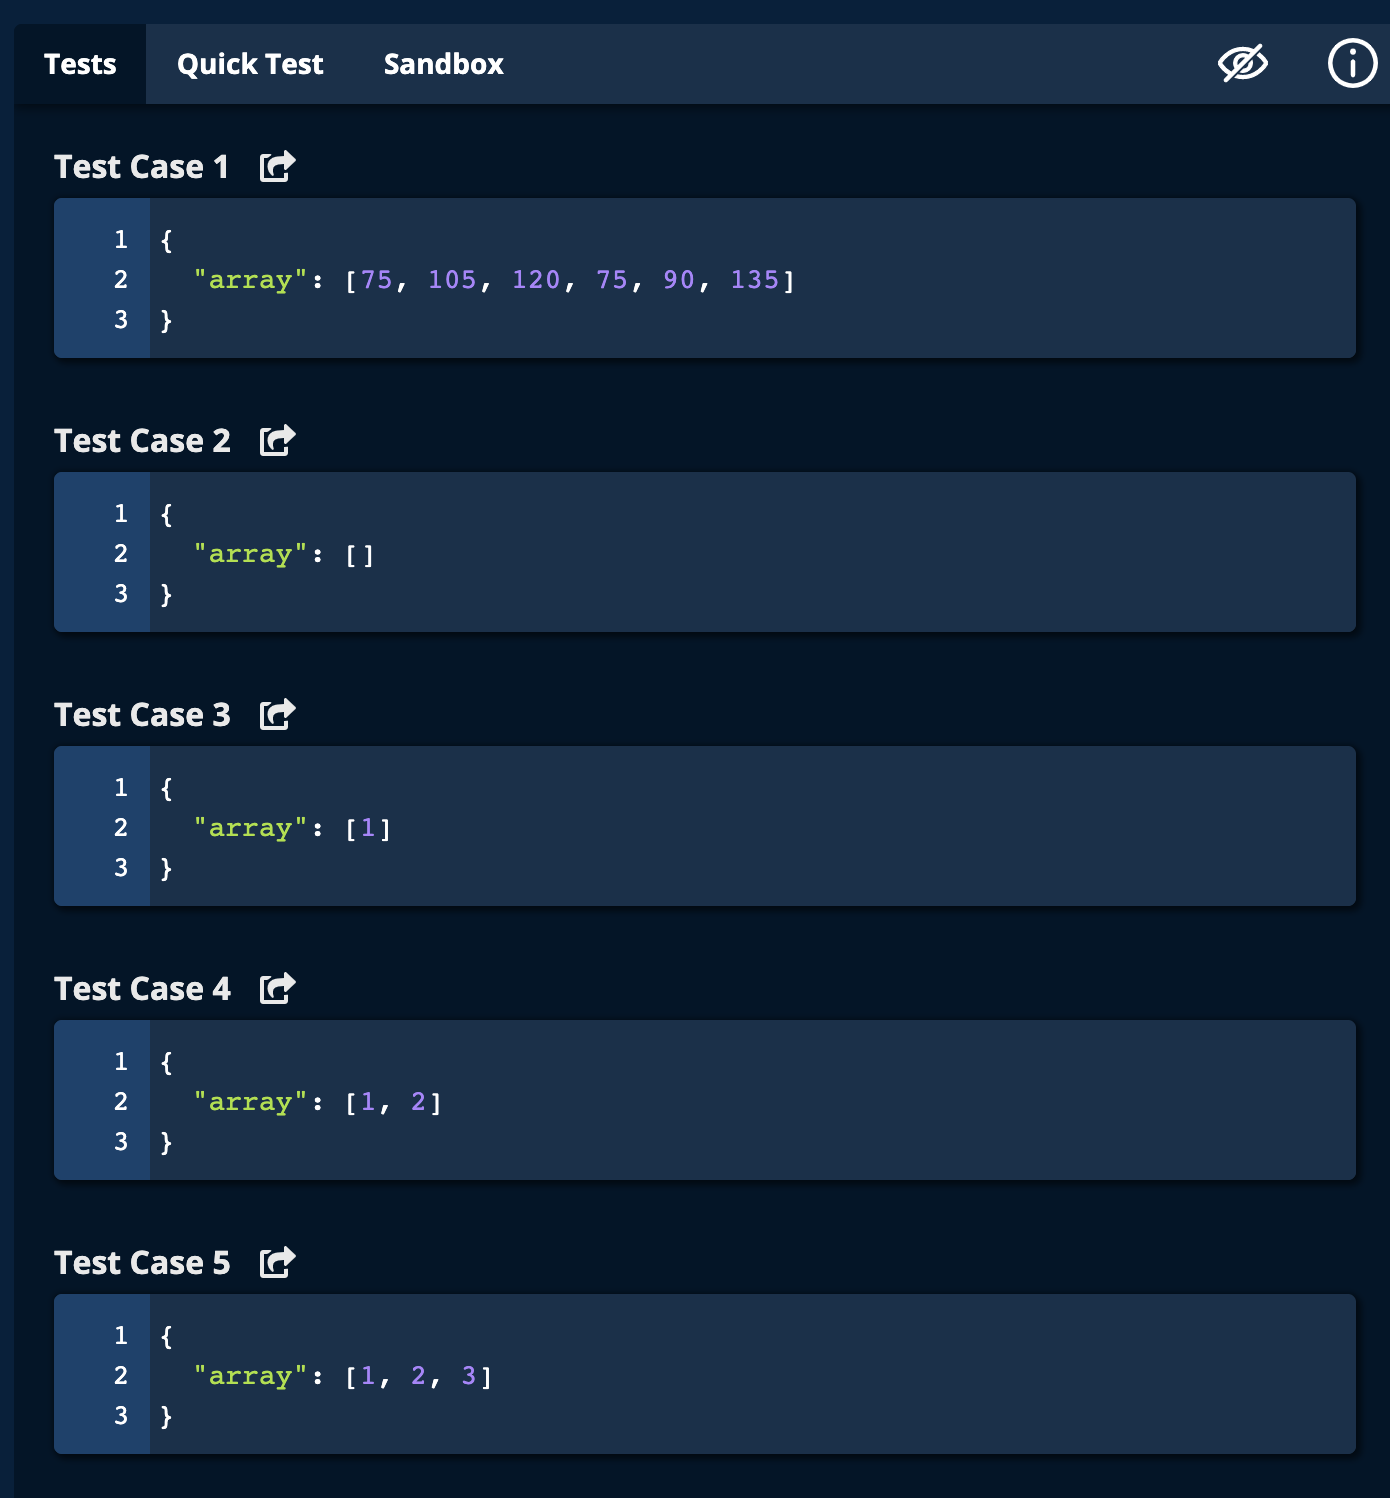 Tests Quick Test Sandbox
Test Case 1
1 {
2 "array": [75, 105, 120, 75, 90, 135]
3 }
Test Case 2
1 {
2 "array": []
3 }
Test Case 3
1 {
2 "array": [1]
3 }
Test Case 4
1 {
2 "array": [1, 2]
3 }
Test Case 5
1 {
2 "array": [1, 2, 3]
3 }